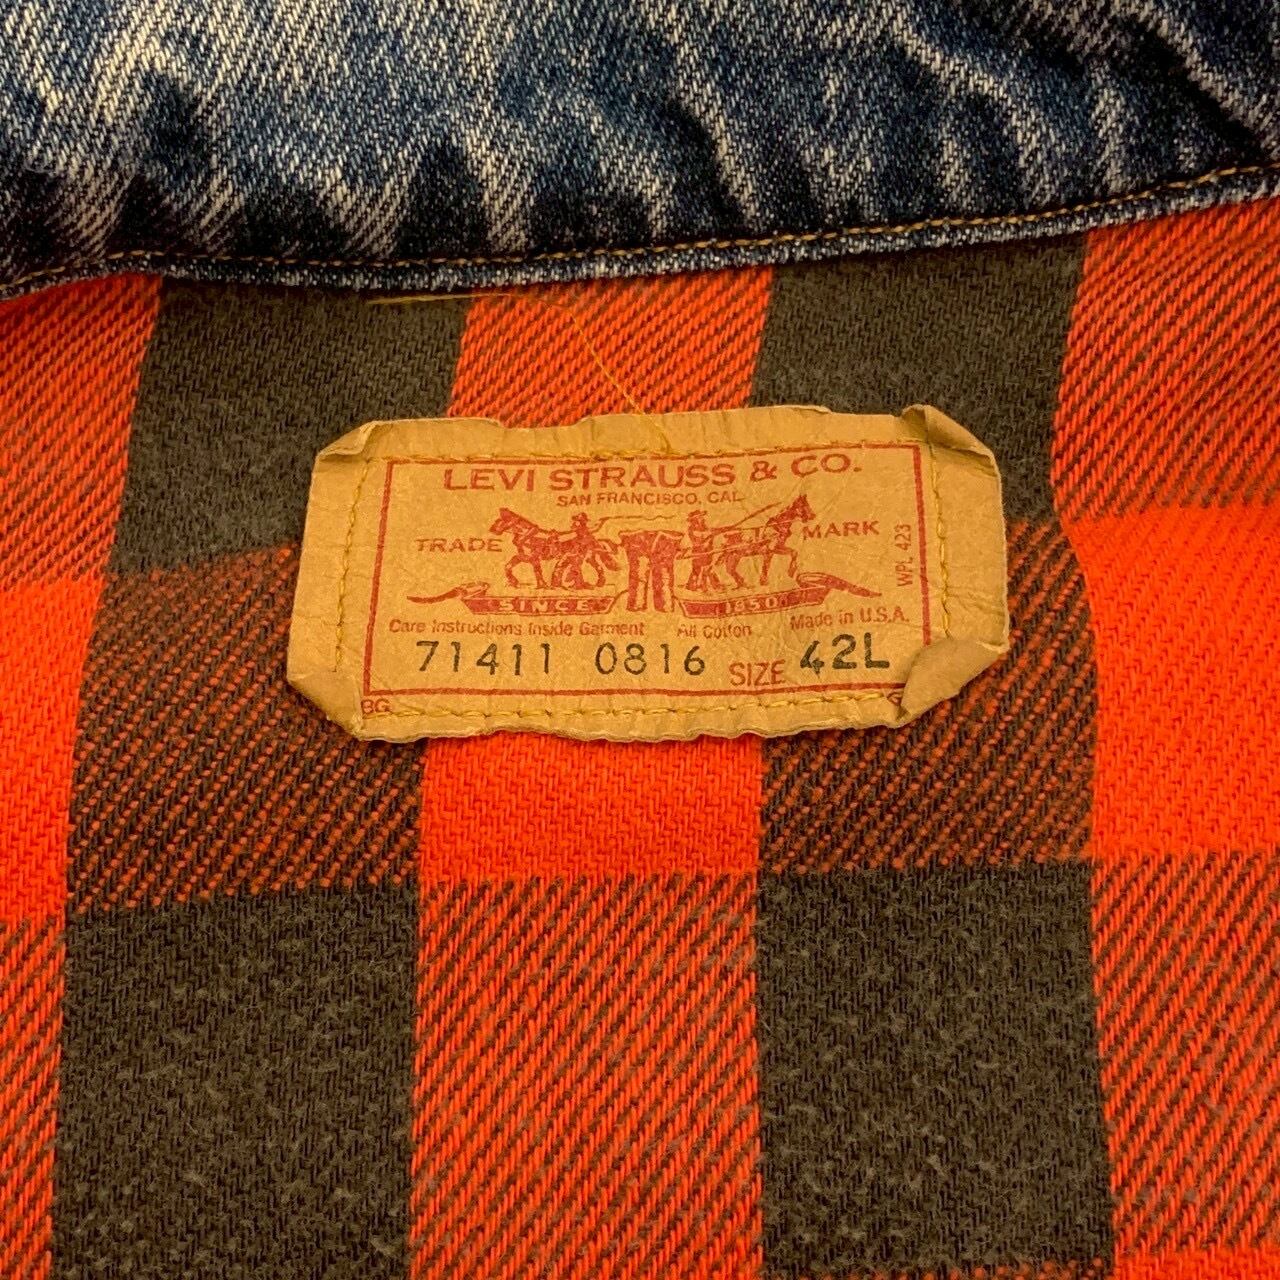 LEVI STRAUSS & CO.
SAN FRANCISCO, CAL
TRADE MARK
WPL 423
SINCE 1850
Care Instructions Inside Garment All Cotton Made in U.S.A.
71411 0816 SIZE 42L
BG